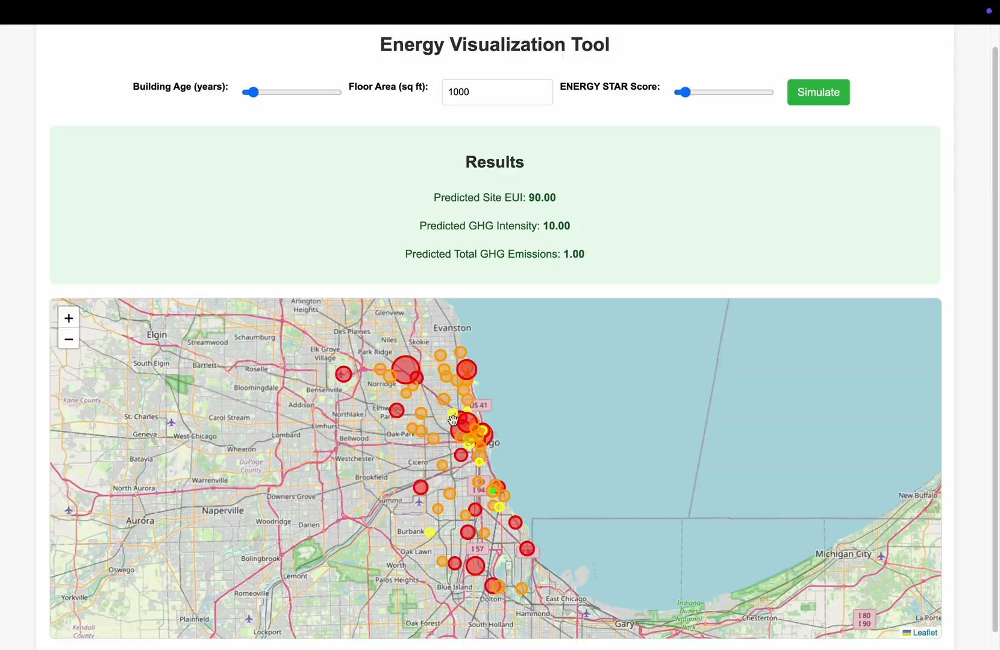 Energy Visualization Tool
Building Age (years):
Floor Area (sq ft):
1000
ENERGY STAR Score:
Simulate
Results
Predicted Site EUI: 90.00
Predicted GHG Intensity: 10.00
Predicted Total GHG Emissions: 1.00
+
−
Arlington
Heights
Glenview
Evanston
Des Plaines
Elgin
Schaumburg
Niles
Skokie
Streamwood
Elk Grove
Village
Park Ridge
South Elgin
Bartlett
Roselle
Norridge
Bensenville
Bloomingdale
Kane County
Addison
Elmwood
Park
US 41
St. Charles
Carol Stream
Northlake
Elmhurst
Geneva
West Chicago
Lombard
Bellwood
Oak Park
Wheaton
Batavia
Westchester
Cicero
DuPage
County
Brookfield
Warrenville
North Aurora
Downers Grove
Summit
I 94
New Buffalo
Naperville
Aurora
Woodridge
Darien
Burbank
Oak Lawn
I 57
Michigan City
Bolingbrook
Oswego
Lemont
Worth
Palos Heights
Blue Island
Yorkville
Romeoville
Dolton
East Chicago
Indiana
Dunes
National
Park
Plainfield
Hammond
Chesterton
I 80
I 90
La Porte
Oak Forest
South Holland
Gary
Kendall
County
Lockport
Leaflet